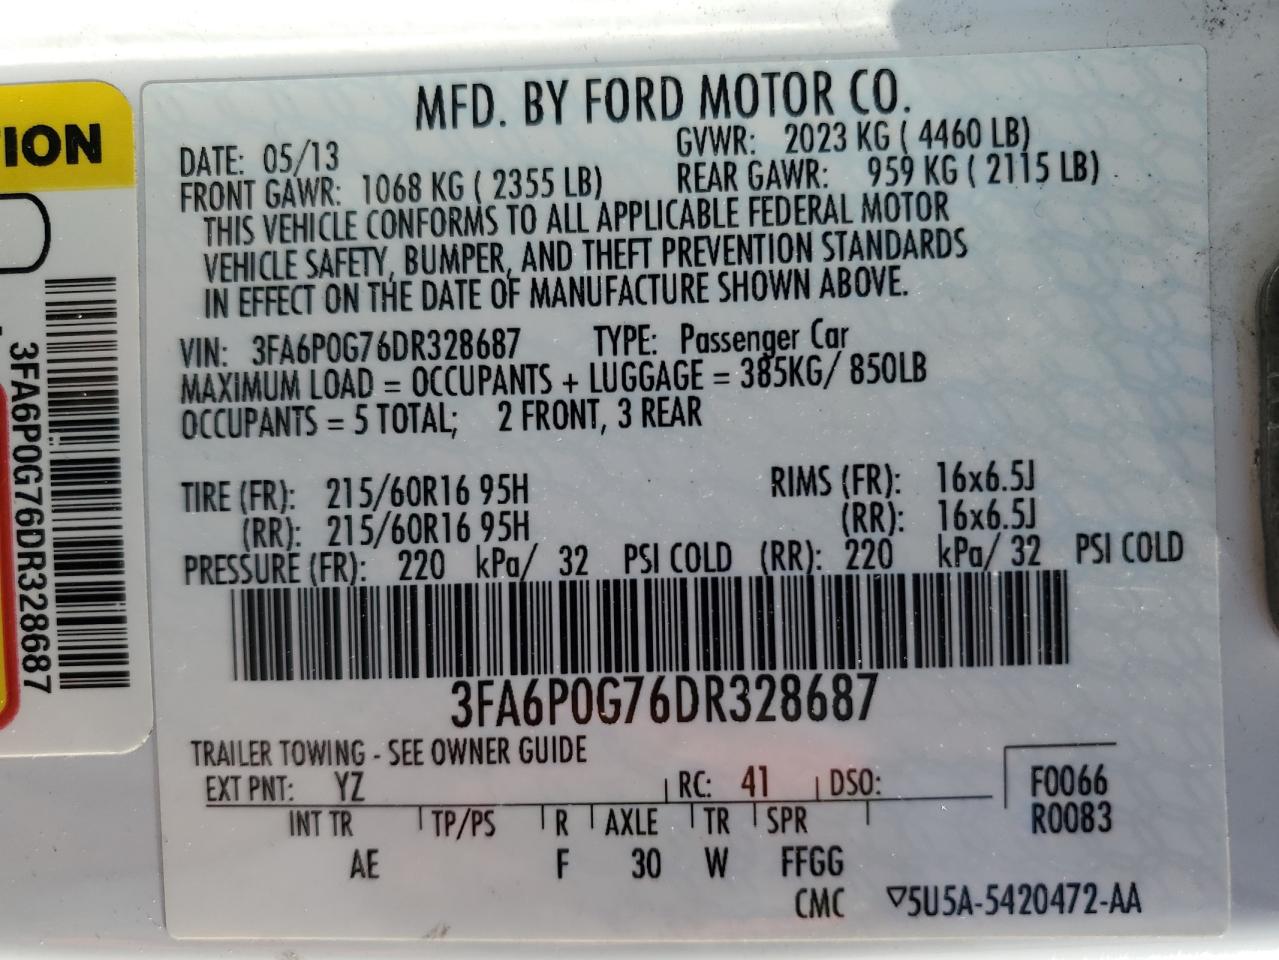 MFD. BY FORD MOTOR CO.
DATE: 05/13 GVWR: 2023 KG ( 4460 LB)
FRONT GAWR: 1068 KG ( 2355 LB) REAR GAWR: 959 KG ( 2115 LB)
THIS VEHICLE CONFORMS TO ALL APPLICABLE FEDERAL MOTOR
VEHICLE SAFETY, BUMPER, AND THEFT PREVENTION STANDARDS
IN EFFECT ON THE DATE OF MANUFACTURE SHOWN ABOVE.
VIN: 3FA6P0G76DR328687 TYPE: Passenger Car
MAXIMUM LOAD = OCCUPANTS + LUGGAGE = 385KG/ 850LB
OCCUPANTS = 5 TOTAL; 2 FRONT, 3 REAR
TIRE (FR): 215/60R16 95H RIMS (FR): 16x6.5J
(RR): 215/60R16 95H (RR): 16x6.5J
PRESSURE (FR): 220 kPa/ 32 PSI COLD (RR): 220 kPa/ 32 PSI COLD
3FA6P0G76DR328687
TRAILER TOWING - SEE OWNER GUIDE
EXT PNT: YZ RC: 41 DSO: F0066
INT TR TP/PS R AXLE TR SPR R0083
AE F 30 W FFGG
CMC ▽5U5A-5420472-AA
TION
3FA6P0G76DR328687